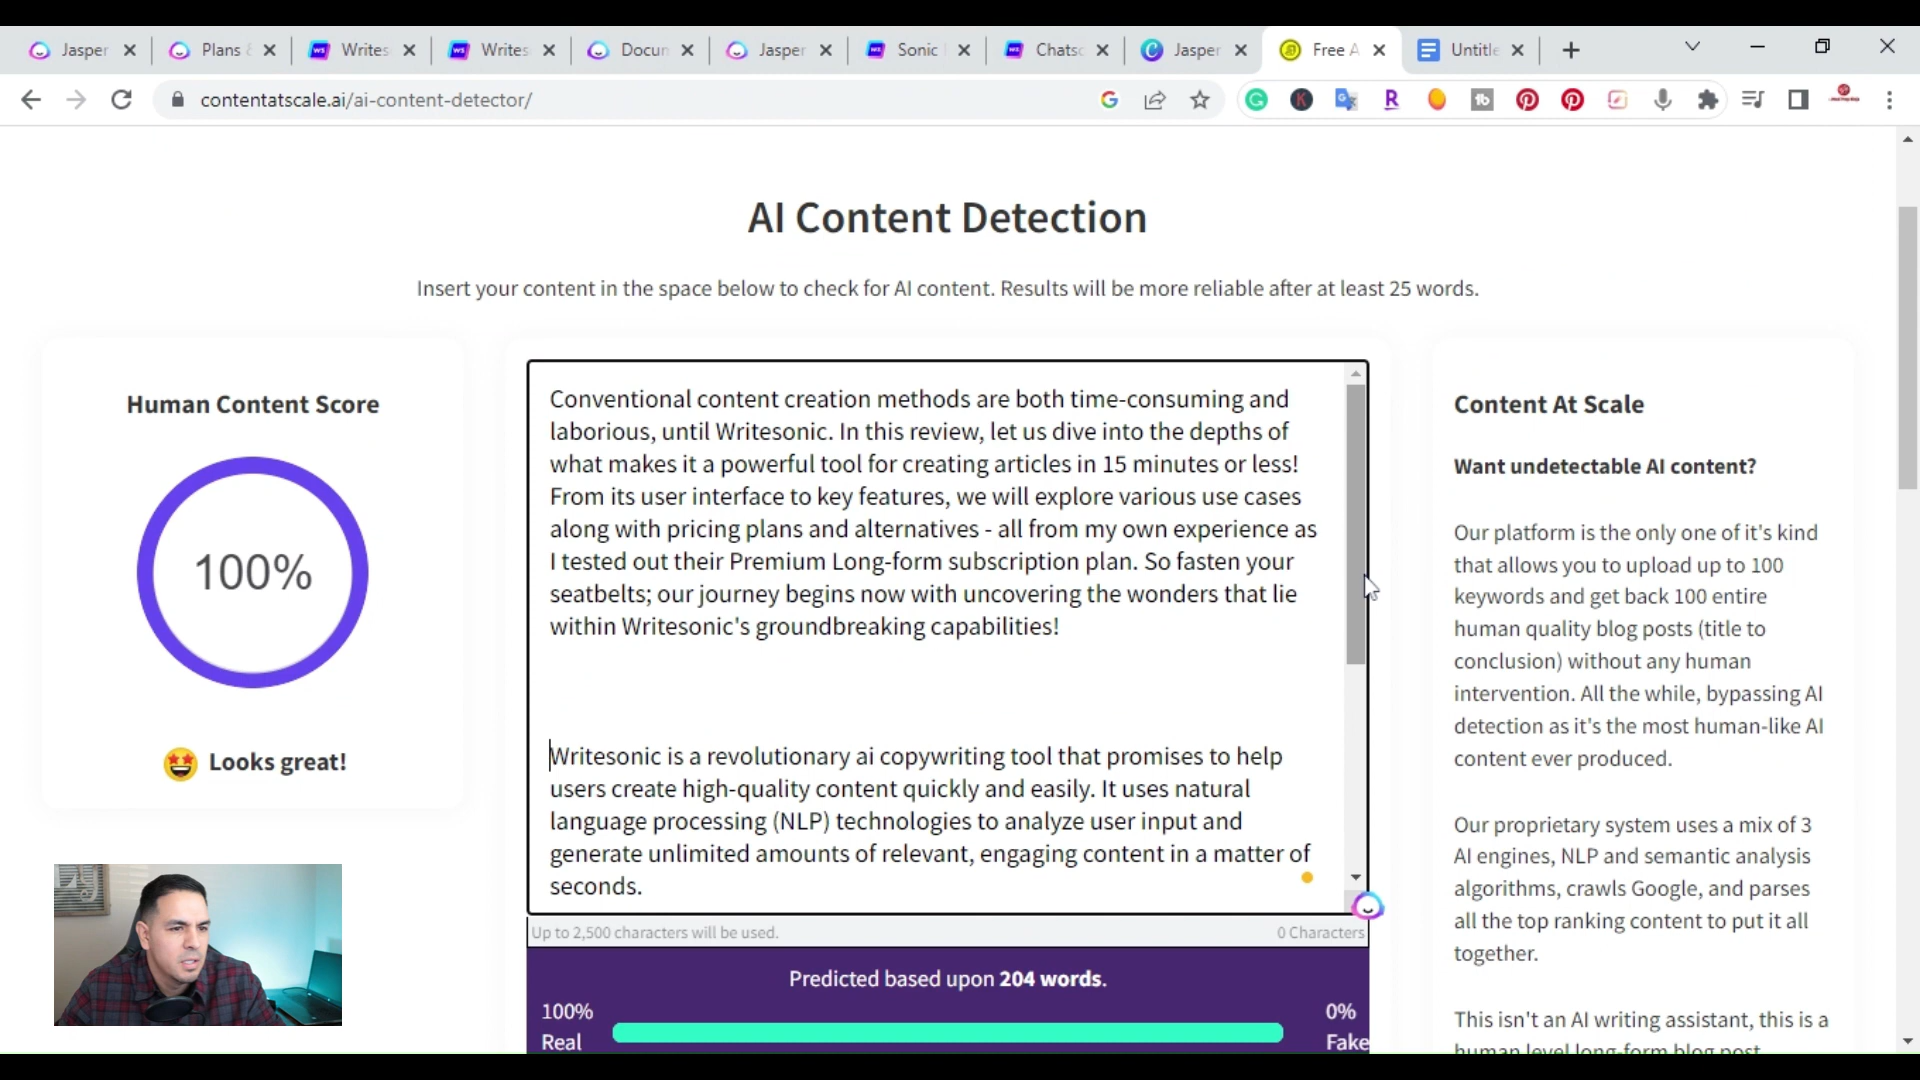 Jasper
Plans &
Writes
Writes
Docun
Jasper
Sonic
Chatsc
Jasper
Free A
Untitle
contentatscale.ai/ai-content-detector/
AI Content Detection
Insert your content in the space below to check for AI content. Results will be more reliable after at least 25 words.
Human Content Score
100%
Looks great!
Conventional content creation methods are both time-consuming and
laborious, until Writesonic. In this review, let us dive into the depths of
what makes it a powerful tool for creating articles in 15 minutes or less!
From its user interface to key features, we will explore various use cases
along with pricing plans and alternatives - all from my own experience as
I tested out their Premium Long-form subscription plan. So fasten your
seatbelts; our journey begins now with uncovering the wonders that lie
within Writesonic's groundbreaking capabilities!
Writesonic is a revolutionary ai copywriting tool that promises to help
users create high-quality content quickly and easily. It uses natural
language processing (NLP) technologies to analyze user input and
generate unlimited amounts of relevant, engaging content in a matter of
seconds.
Up to 2,500 characters will be used.
0 Characters
Predicted based upon 204 words.
100%
Real
0%
Fake
Content At Scale
Want undetectable AI content?
Our platform is the only one of it's kind
that allows you to upload up to 100
keywords and get back 100 entire
human quality blog posts (title to
conclusion) without any human
intervention. All the while, bypassing AI
detection as it's the most human-like AI
content ever produced.
Our proprietary system uses a mix of 3
AI engines, NLP and semantic analysis
algorithms, crawls Google, and parses
all the top ranking content to put it all
together.
This isn't an AI writing assistant, this is a
human level long-form blog post